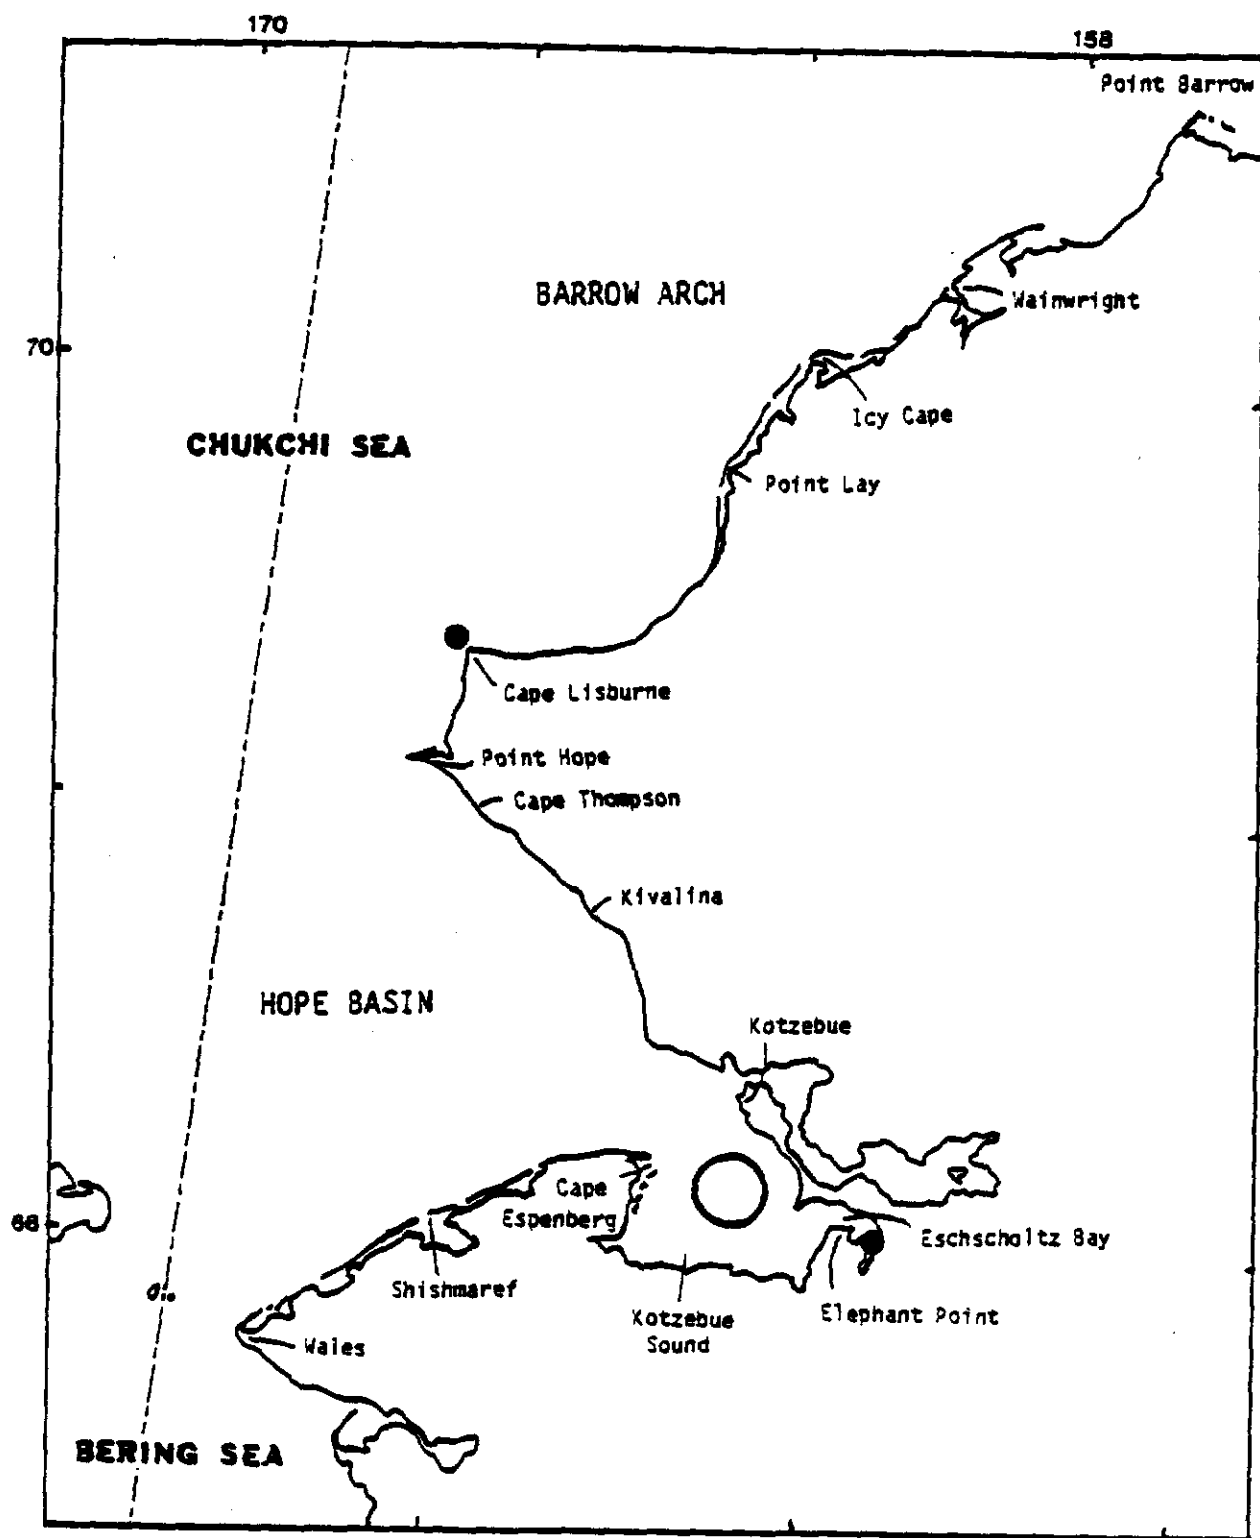 170
158
Point Barrow
BARROW ARCH
Wainwright
70
Icy Cape
CHUKCHI SEA
Point Lay
Cape Lisburne
Point Hope
Cape Thompson
Kivalina
HOPE BASIN
Kotzebue
Cape
Espenberg
68
Eschscholtz Bay
Shishmaref
Elephant Point
Kotzebue
Sound
Wales
BERING SEA